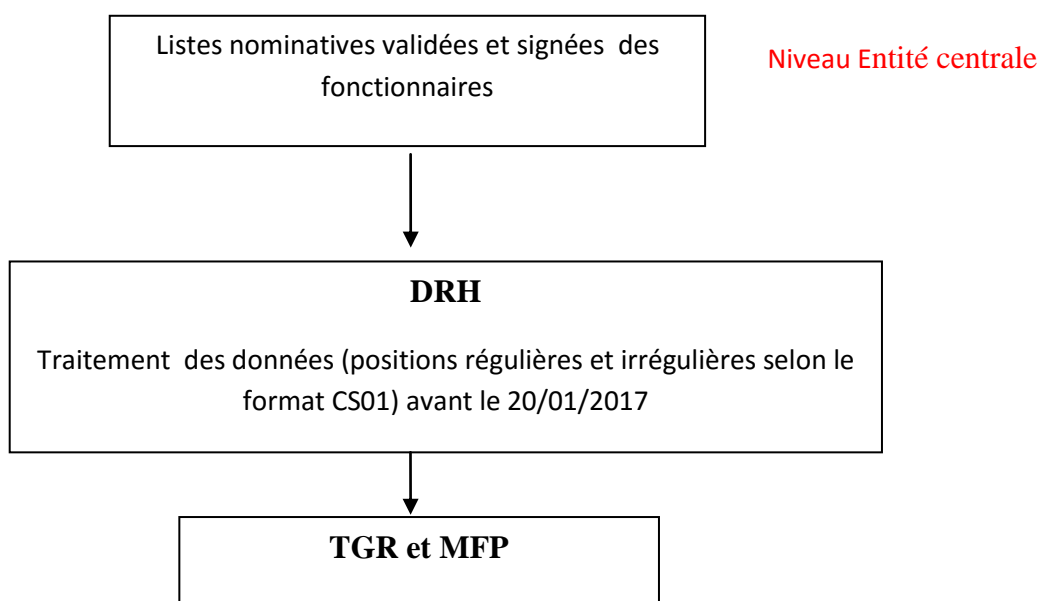 Listes nominatives validées et signées des
fonctionnaires
Niveau Entité centrale
DRH
Traitement des données (positions régulières et irrégulières selon le
format CS01) avant le 20/01/2017
TGR et MFP